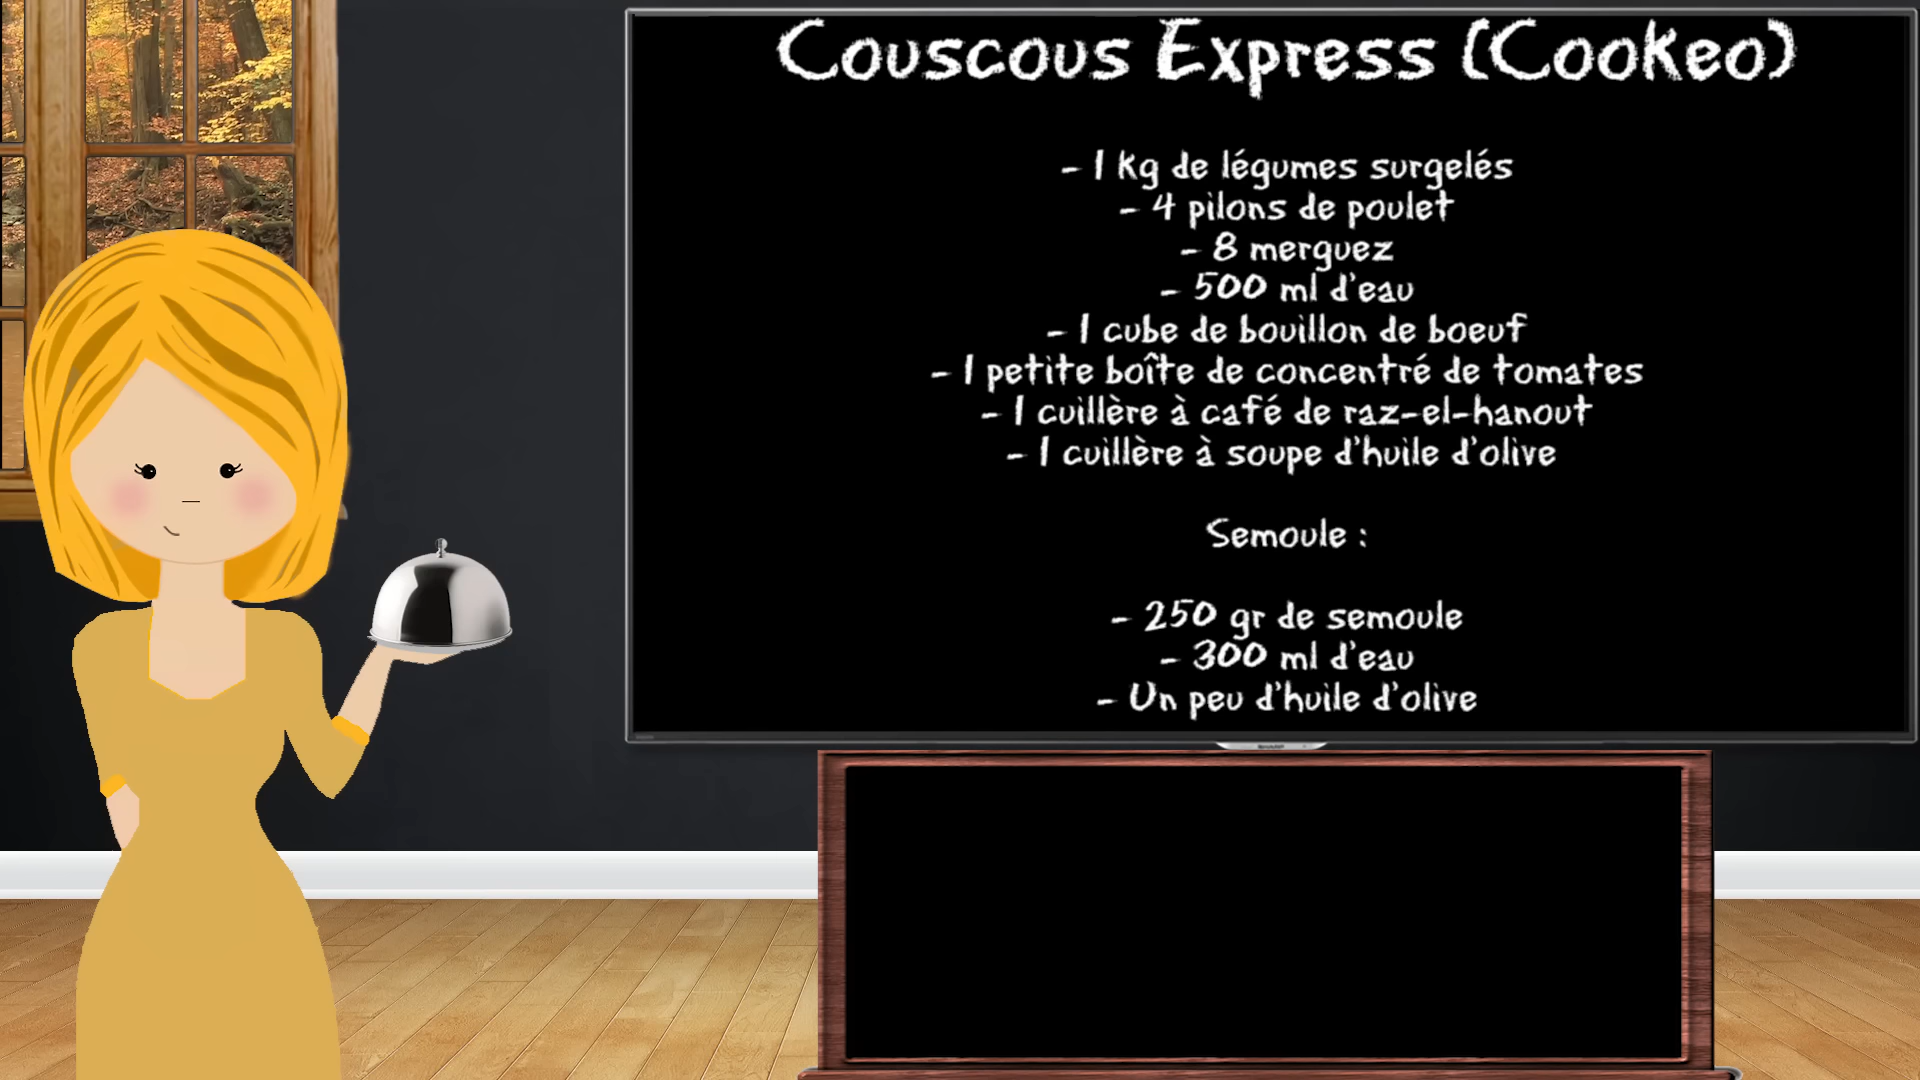 Couscous Express (Cookeo)
- 1 Kg de légumes surgelés
- 4 pilons de poulet
- 8 merguez
- 500 ml d'eau
- 1 cube de bouillon de boeuf
- 1 petite boîte de concentré de tomates
- 1 cuillère à café de raz-el-hanout
- 1 cuillère à soupe d'huile d'olive
Semoule :
- 250 gr de semoule
- 300 ml d'eau
- Un peu d'huile d'olive
SHARP